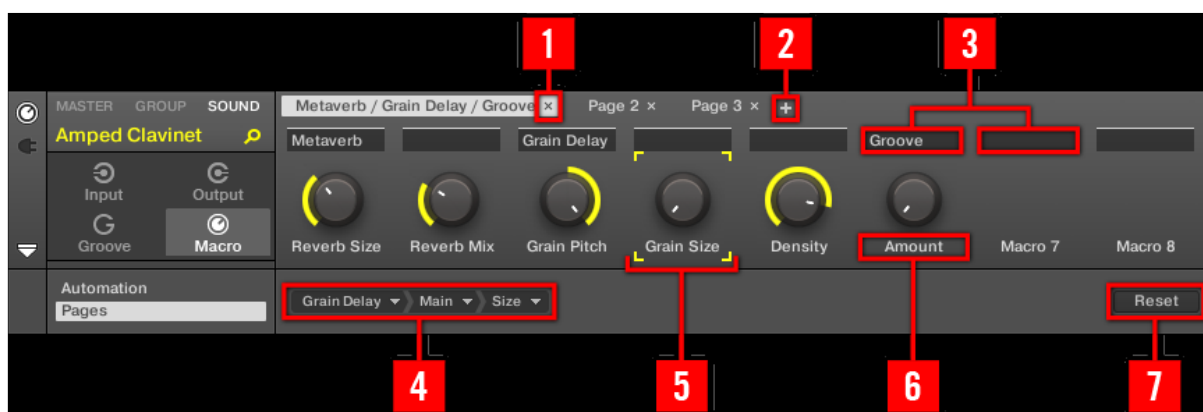 1 2 3
MASTER GROUP SOUND
Metaverb / Grain Delay / Groove × Page 2 × Page 3 × +
Amped Clavinet
Metaverb Grain Delay Groove
Input Output
Groove Macro
Reverb Size Reverb Mix Grain Pitch Grain Size Density Amount Macro 7 Macro 8
Automation
Pages
Grain Delay Main Size Reset
4 5 6 7